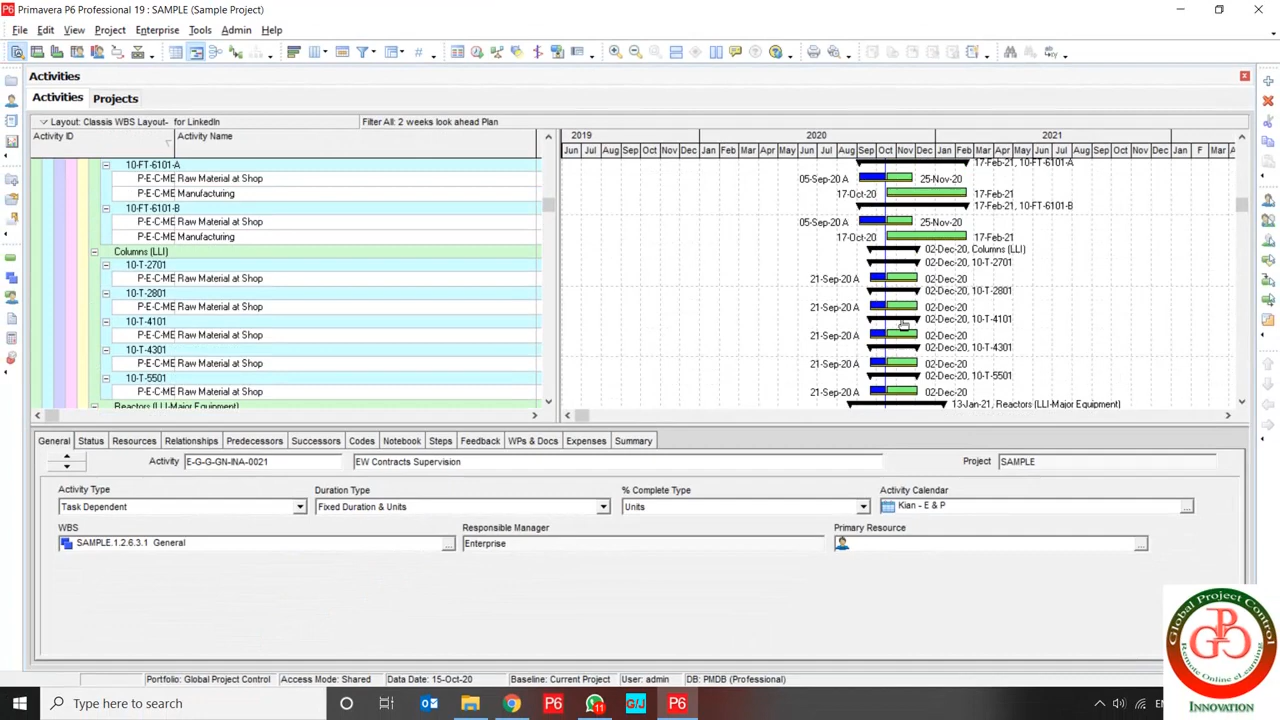 Primavera P6 Professional 19 : SAMPLE (Sample Project)
File Edit View Project Enterprise Tools Admin Help
Activities
Activities Projects
Layout: Classis WBS Layout- for LinkedIn Filter All: 2 weeks look ahead Plan
Activity ID Activity Name 2019 2020 2021
Jun Jul Aug Sep Oct Nov Dec Jan Feb Mar Apr May Jun Jul Aug Sep Oct Nov Dec Jan Feb Mar Apr May Jun Jul Aug Sep Oct Nov Dec Jan F Mar
10-FT-6101-A 17-Feb-21, 10-FT-6101-A
P-E-C-ME Raw Material at Shop 05-Sep-20 A 25-Nov-20
P-E-C-ME Manufacturing 17-Oct-20 17-Feb-21
10-FT-6101-B 17-Feb-21, 10-FT-6101-B
P-E-C-ME Raw Material at Shop 05-Sep-20 A 25-Nov-20
P-E-C-ME Manufacturing 17-Oct-20 17-Feb-21
Columns (LLI) 02-Dec-20, Columns (LLI)
10-T-2701 02-Dec-20, 10-T-2701
P-E-C-ME Raw Material at Shop 21-Sep-20 A 02-Dec-20
10-T-2801 02-Dec-20, 10-T-2801
P-E-C-ME Raw Material at Shop 21-Sep-20 A 02-Dec-20
10-T-4101 02-Dec-20, 10-T-4101
P-E-C-ME Raw Material at Shop 21-Sep-20 A 02-Dec-20
10-T-4301 02-Dec-20, 10-T-4301
P-E-C-ME Raw Material at Shop 21-Sep-20 A 02-Dec-20
10-T-5501 02-Dec-20, 10-T-5501
P-E-C-ME Raw Material at Shop 21-Sep-20 A 02-Dec-20
Reactors (LLI-Major Equipment) 13-Jan-21, Reactors (LLI-Major Equipment)
General Status Resources Relationships Predecessors Successors Codes Notebook Steps Feedback WPs & Docs Expenses Summary
Activity E-G-G-GN-INA-0021 EW Contracts Supervision Project SAMPLE
Activity Type Duration Type % Complete Type Activity Calendar
Task Dependent Fixed Duration & Units Units Kian - E & P
WBS Responsible Manager Primary Resource
SAMPLE.1.2.6.3.1 General Enterprise
Global Project Control
GPC
Remote Online eLearning
INNOVATION
Portfolio: Global Project Control Access Mode: Shared Data Date: 15-Oct-20 Baseline: Current Project User: admin DB: PMDB (Professional)
Type here to search